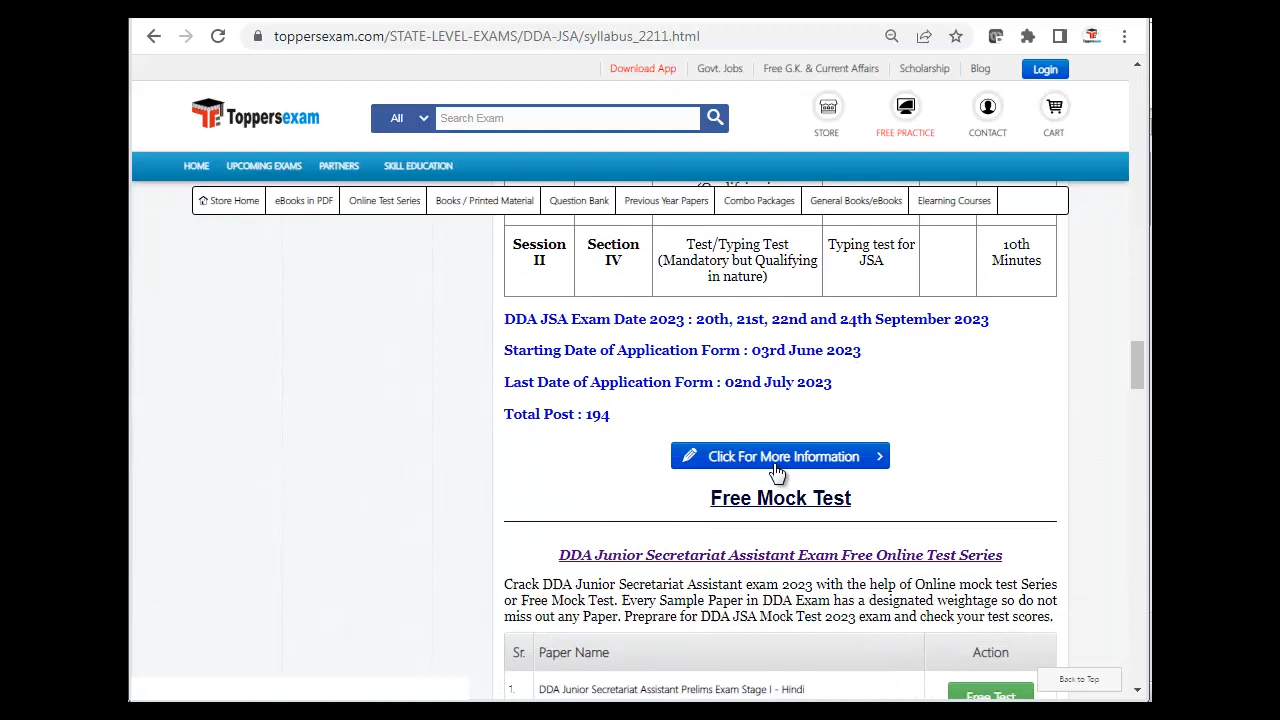 toppersexam.com/STATE-LEVEL-EXAMS/DDA-JSA/syllabus_2211.html
Download App
Govt. Jobs
Free G.K. & Current Affairs
Scholarship
Blog
Login
Toppersexam
All
Search Exam
STORE
FREE PRACTICE
CONTACT
CART
HOME
UPCOMING EXAMS
PARTNERS
SKILL EDUCATION
Store Home
eBooks in PDF
Online Test Series
Books / Printed Material
Question Bank
Previous Year Papers
Combo Packages
General Books/eBooks
Elearning Courses
Session
II
Section
IV
Test/Typing Test
(Mandatory but Qualifying
in nature)
Typing test for
JSA
10th
Minutes
DDA JSA Exam Date 2023 : 20th, 21st, 22nd and 24th September 2023
Starting Date of Application Form : 03rd June 2023
Last Date of Application Form : 02nd July 2023
Total Post : 194
Click For More Information
Free Mock Test
DDA Junior Secretariat Assistant Exam Free Online Test Series
Crack DDA Junior Secretariat Assistant exam 2023 with the help of Online mock test Series
or Free Mock Test. Every Sample Paper in DDA Exam has a designated weightage so do not
miss out any Paper. Preprare for DDA JSA Mock Test 2023 exam and check your test scores.
Sr.
Paper Name
Action
1.
DDA Junior Secretariat Assistant Prelims Exam Stage I - Hindi
Free Test
Back to Top